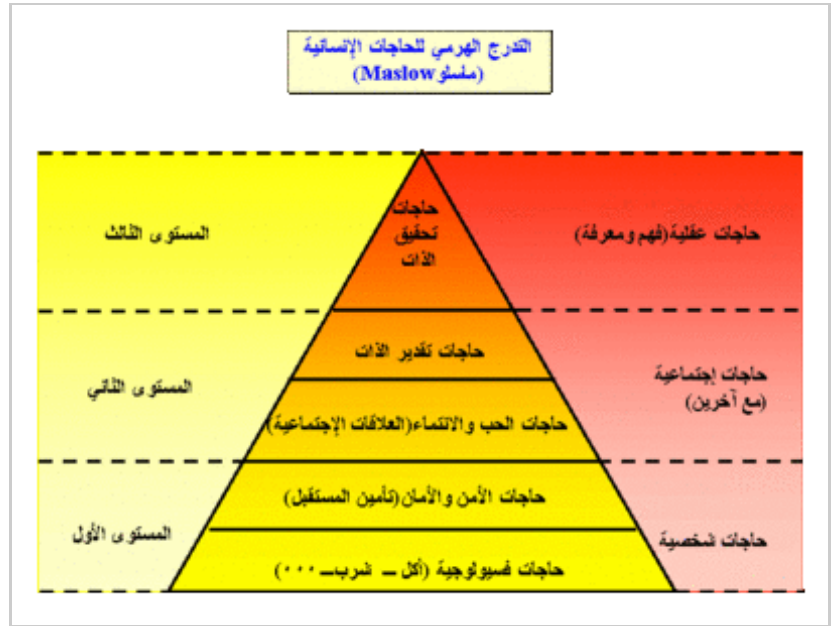 التدرج الهرمي للحاجات الإنسانية
(ماسلوMaslow)
حاجات عقلية(فهم ومعرفة)
حاجات
تحقيق
الذات
المستوى الثالث
حاجات إجتماعية
(مع آخرين)
حاجات تقدير الذات
حاجات الحب والانتماء(العلاقات الإجتماعية)
المستوى الثاني
حاجات شخصية
حاجات الأمن والأمان(تأمين المستقبل)
حاجات فسيولوجية (أكل – شرب– ٠٠٠)
المستوى الأول